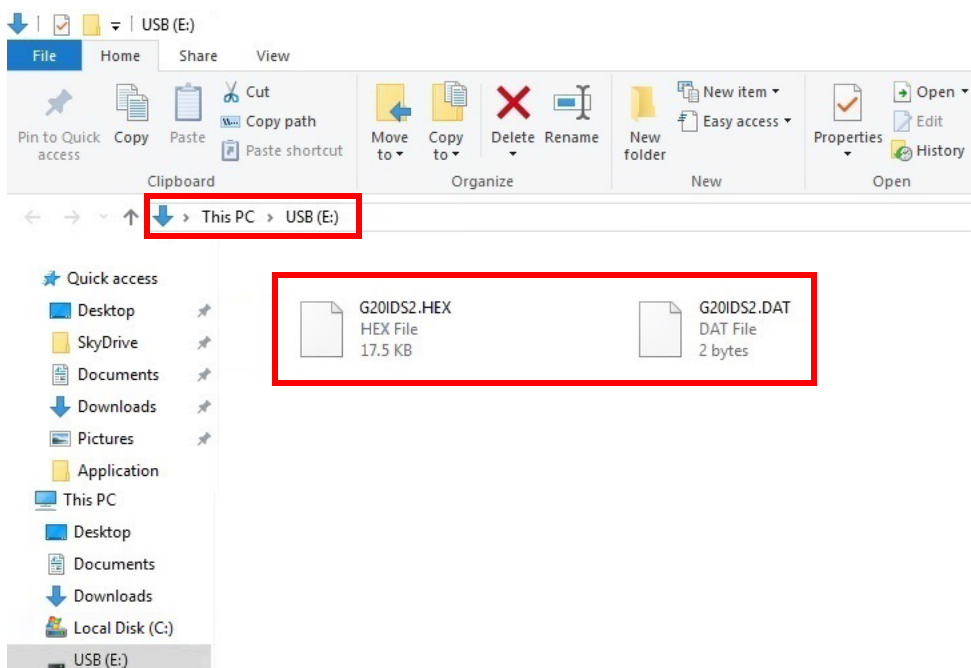 USB (E:)
File Home Share View
Pin to Quick access
Copy
Paste
Cut
Copy path
Paste shortcut
Move to
Copy to
Delete
Rename
New folder
New item
Easy access
Properties
Open
Edit
History
Clipboard Organize New Open
This PC > USB (E:)
Quick access
Desktop
SkyDrive
Documents
Downloads
Pictures
Application
This PC
Desktop
Documents
Downloads
Local Disk (C:)
USB (E:)
G20IDS2.HEX
HEX File
17.5 KB
G20IDS2.DAT
DAT File
2 bytes